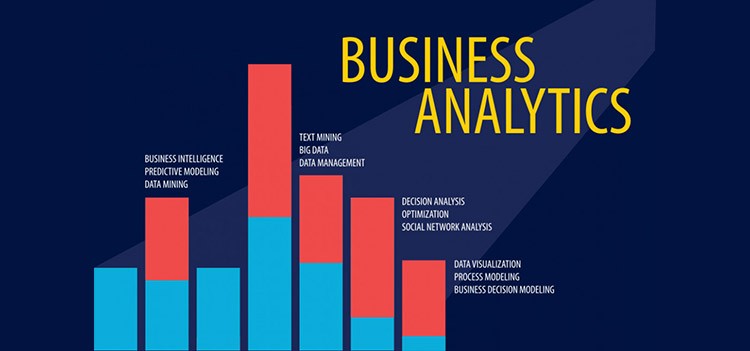 BUSINESS
ANALYTICS
BUSINESS INTELLIGENCE
PREDICTIVE MODELING
DATA MINING
TEXT MINING
BIG DATA
DATA MANAGEMENT
DECISION ANALYSIS
OPTIMIZATION
SOCIAL NETWORK ANALYSIS
DATA VISUALIZATION
PROCESS MODELING
BUSINESS DECISION MODELING